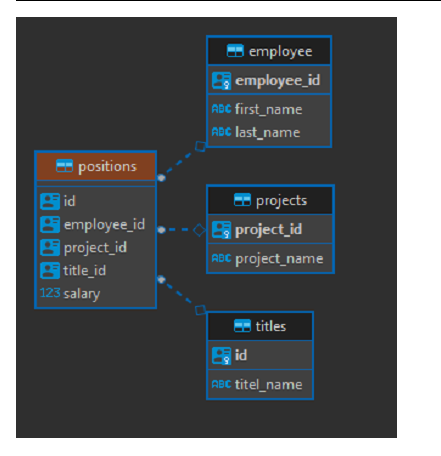 employee
employee_id
ABC first_name
ABC last_name
positions
id
employee_id
project_id
title_id
123 salary
projects
project_id
ABC project_name
titles
id
ABC titel_name